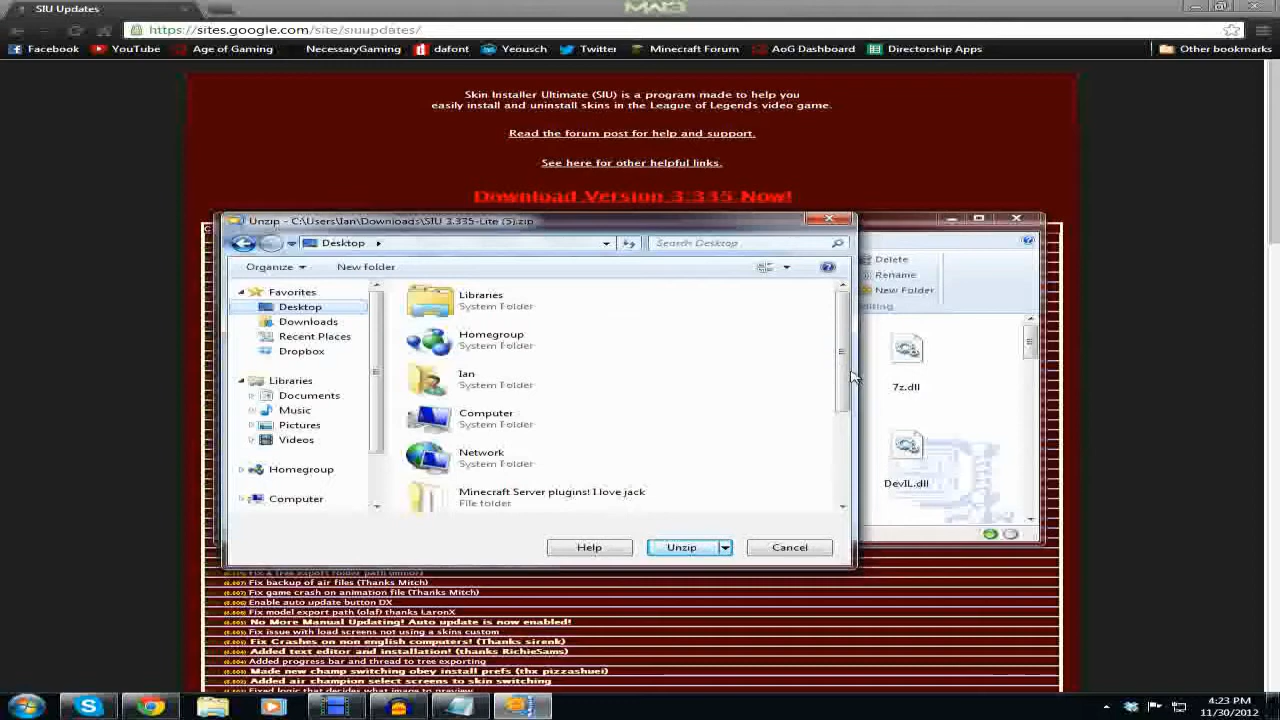 SIU Updates
MW3
https://sites.google.com/site/siuupdates/
Facebook YouTube Age of Gaming NecessaryGaming dafont Yeousch Twitter Minecraft Forum AoG Dashboard Directorship Apps Other bookmarks
Skin Installer Ultimate (SIU) is a program made to help you
easily install and uninstall skins in the League of Legends video game.
Read the forum post for help and support.
See here for other helpful links.
Download Version 3.335 Now!
Unzip - C:\Users\Ian\Downloads\SIU 3.335-Lite (5).zip
Desktop
Search Desktop
Organize New folder
Favorites
Desktop
Downloads
Recent Places
Dropbox
Libraries
Documents
Music
Pictures
Videos
Homegroup
Computer
Libraries
System Folder
Homegroup
System Folder
Ian
System Folder
Computer
System Folder
Network
System Folder
Minecraft Server plugins! I love jack
File folder
Help Unzip Cancel
Delete
Rename
New Folder
7z.dll
DevIL.dll
Fix backup of air files (Thanks Mitch)
Fix game crash on animation file (Thanks Mitch)
Enable auto update button DX
Fix model export path (olaf) thanks LaronX
No More Manual Updating! Auto update is now enabled!
Fix issue with load screens not using a skins custom
Fix Crashes on non english computers! (Thanks sirenk)
Added text editor and installation! (thanks RichieSams)
Added progress bar and thread to tree exporting
Made new champ switching obey install prefs (thx pizzashuei)
Added air champion select screens to skin switching
Fixed logic that decides what image to preview
4:23 PM
11/30/2012